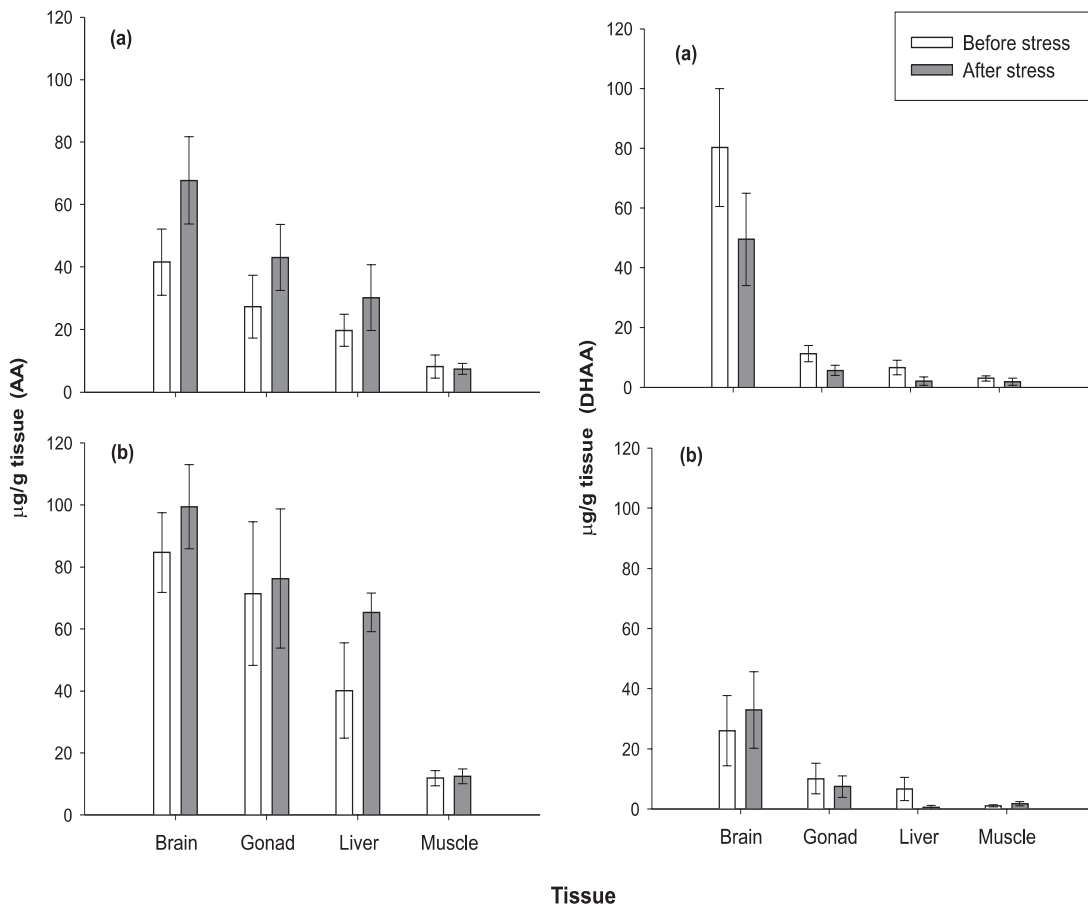 (a)
120
100
80
60
40
20
0
(b)
120
100
80
60
40
20
0
μg/g tissue (AA)
Brain Gonad Liver Muscle
(a)
120
100
80
60
40
20
0
(b)
120
100
80
60
40
20
0
μg/g tissue (DHAA)
Brain Gonad Liver Muscle
Before stress
After stress
Tissue